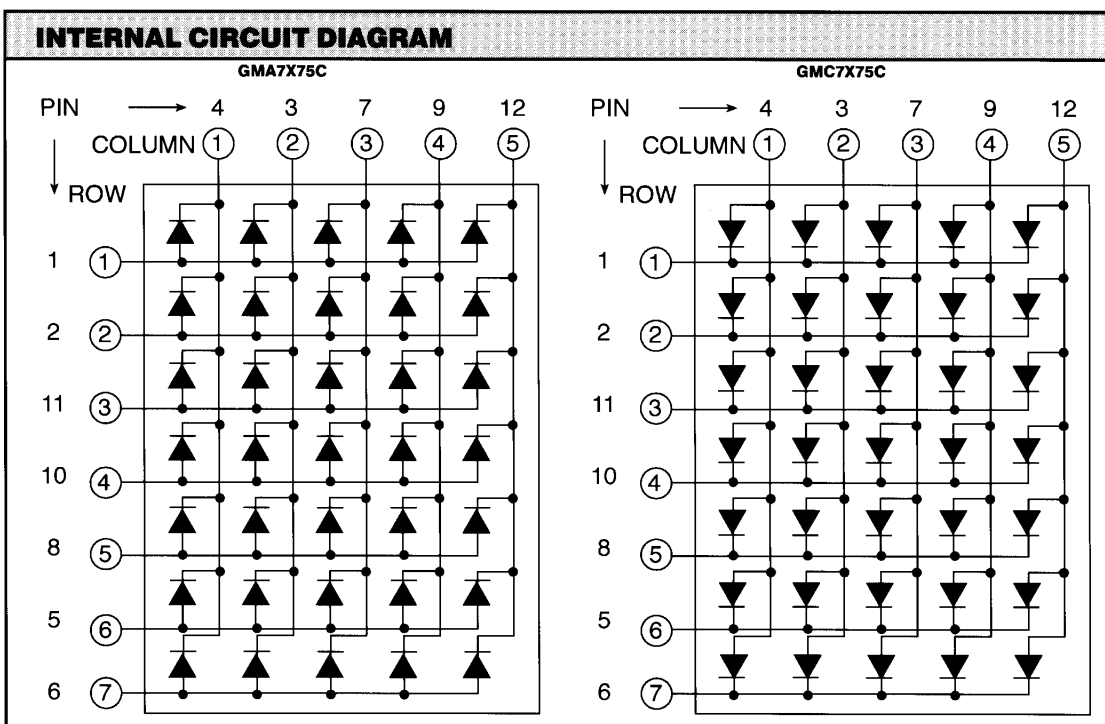 INTERNAL CIRCUIT DIAGRAM
GMA7X75C
PIN → 4 3 7 9 12
COLUMN ① ② ③ ④ ⑤
↓ ROW
1 ①
2 ②
11 ③
10 ④
8 ⑤
5 ⑥
6 ⑦
GMC7X75C
PIN → 4 3 7 9 12
COLUMN ① ② ③ ④ ⑤
↓ ROW
1 ①
2 ②
11 ③
10 ④
8 ⑤
5 ⑥
6 ⑦